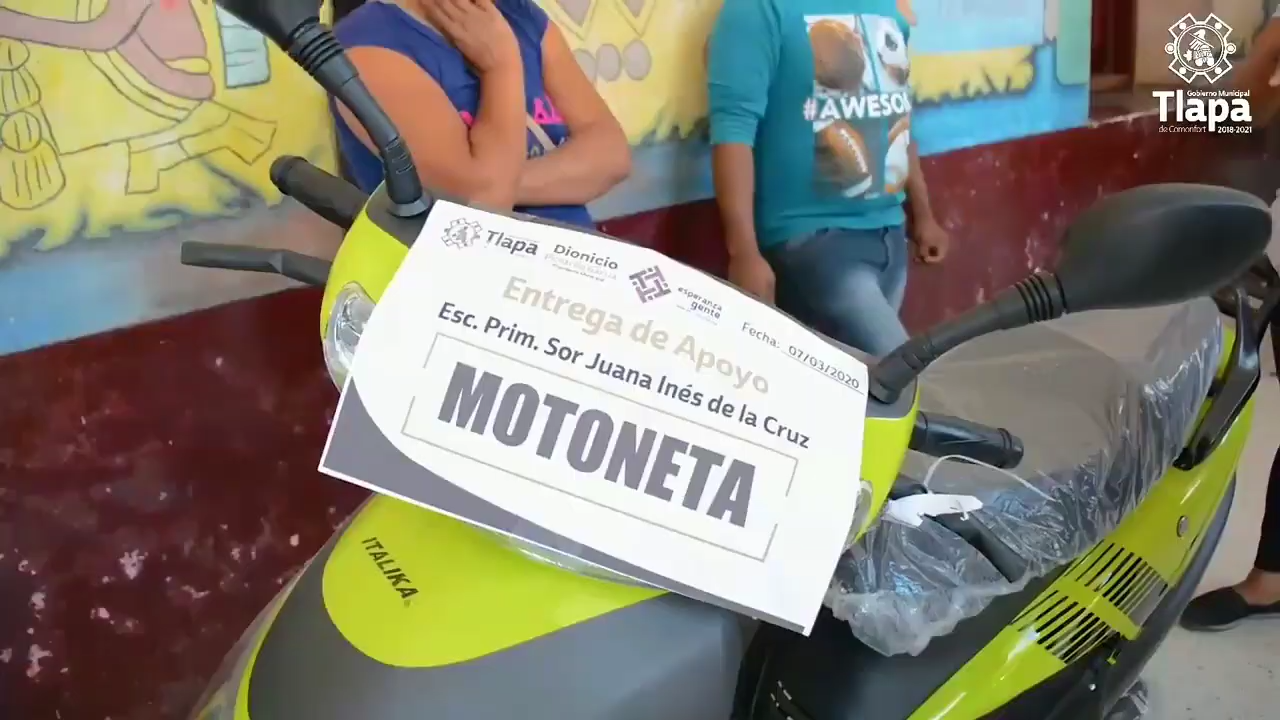 Gobierno Municipal
Tlapa
de Comonfort 2018-2021
#AWESOM
Tlapa
Dionicio
esperanza
gente
Fecha: 07/03/2020
Entrega de Apoyo
Esc. Prim. Sor Juana Inés de la Cruz
MOTONETA
ITALIKA